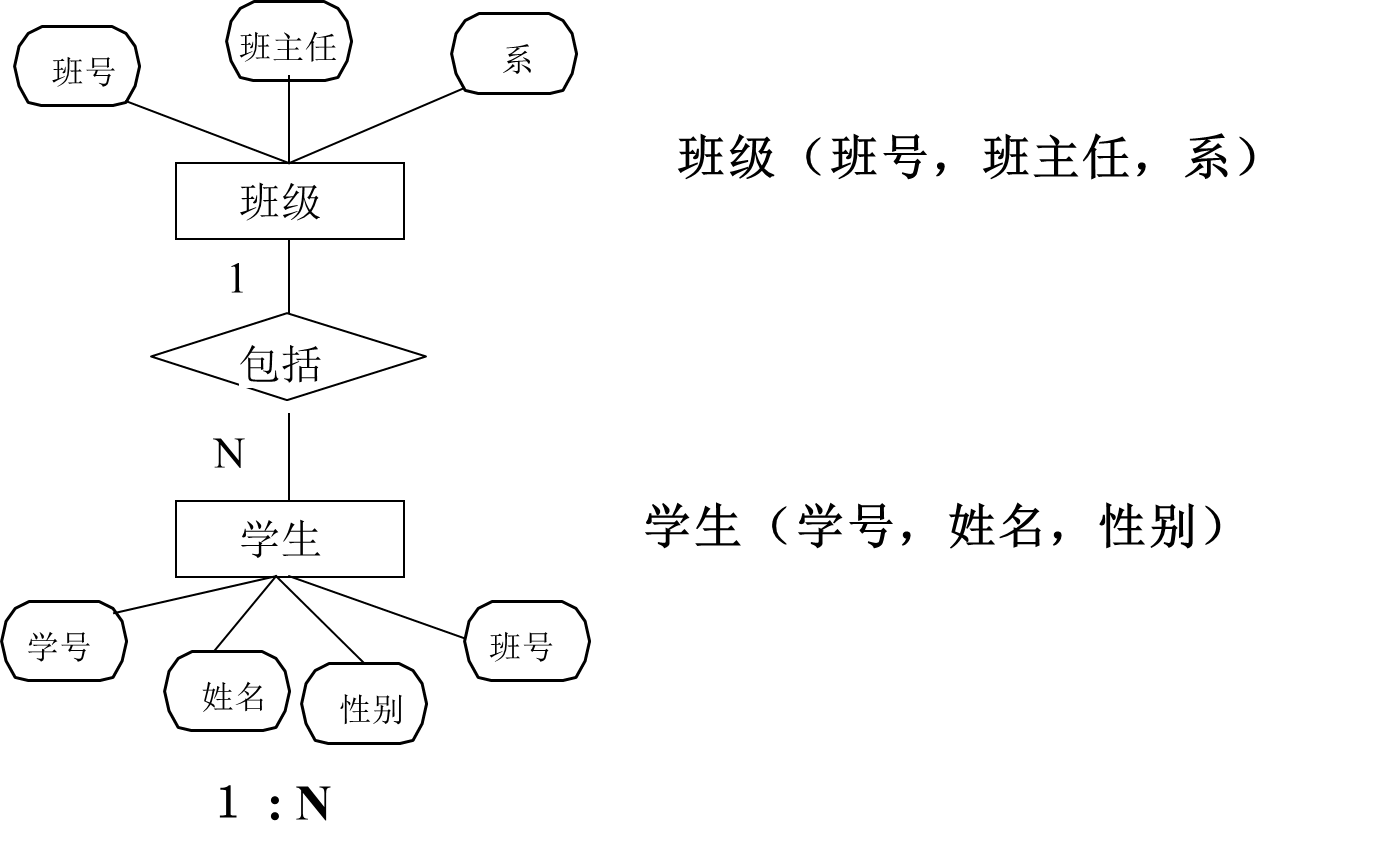 班号
班主任
系
班级（班号，班主任，系）
班级
1
包括
N
学生（学号，姓名，性别）
学生
学号
姓名
性别
班号
1 : N